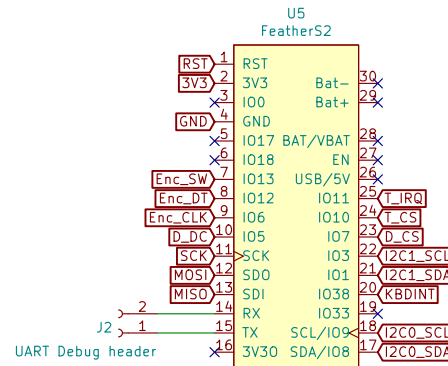 U5
FeatherS2
RST 1 RST
3V3 2 3V3 Bat- 30
3 IO0 Bat+ 29
GND 4 GND
5 IO17 BAT/VBAT 28
6 IO18 EN 27
Enc_SW 7 IO13 USB/5V 26
Enc_DT 8 IO12 IO11 25 T_IRQ
Enc_CLK 9 IO6 IO10 24 T_CS
D_DC 10 IO5 IO7 23 D_CS
SCK 11 SCK IO3 22 I2C1_SCL
MOSI 12 SDO IO1 21 I2C1_SDA
MISO 13 SDI IO38 20 KBDINT
2 14 RX IO33 19
J2 1 15 TX SCL/IO9 18 I2C0_SCL
UART Debug header 16 3V3O SDA/IO8 17 I2C0_SDA